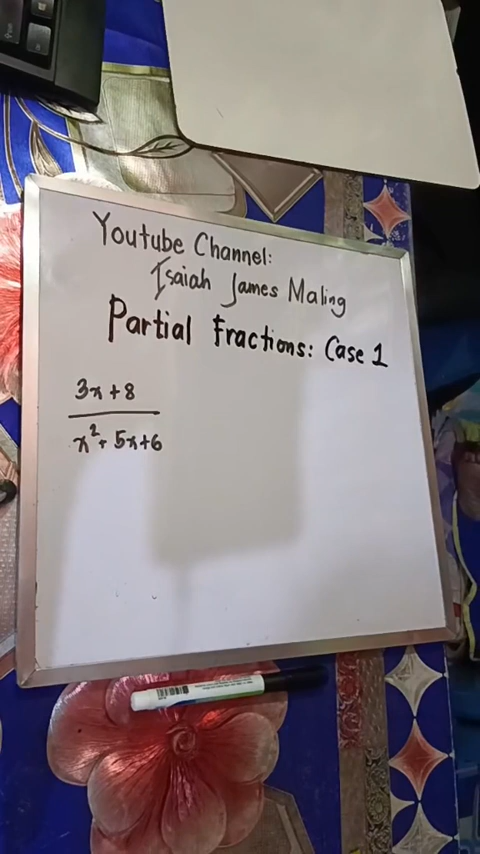 Youtube Channel:
Isaiah James Maling
Partial Fractions: Case 1
3x+8
x²+5x+6